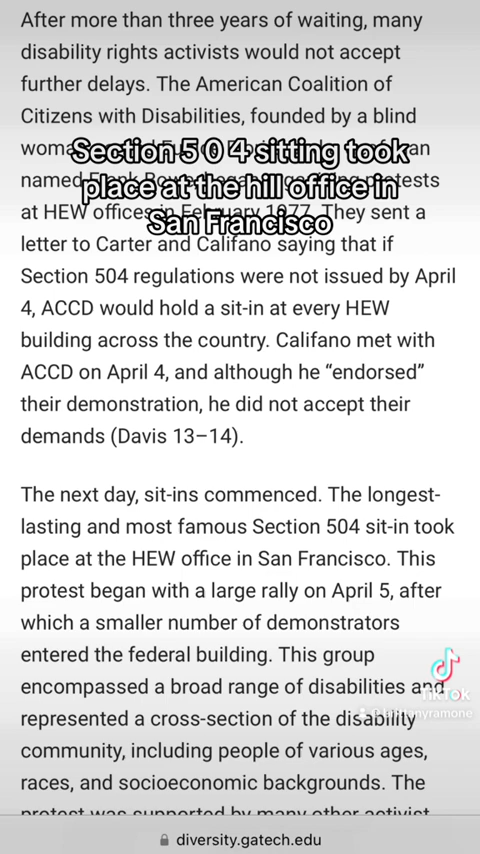 After more than three years of waiting, many
disability rights activists would not accept
further delays. The American Coalition of
Citizens with Disabilities, founded by a blind
Section 5 0 4 sitting took
named
place at the hill office in
at HEW offices in February 1977. They sent a
San Francisco
letter to Carter and Califano saying that if
Section 504 regulations were not issued by April
4, ACCD would hold a sit-in at every HEW
building across the country. Califano met with
ACCD on April 4, and although he “endorsed”
their demonstration, he did not accept their
demands (Davis 13–14).
The next day, sit-ins commenced. The longest-
lasting and most famous Section 504 sit-in took
place at the HEW office in San Francisco. This
protest began with a large rally on April 5, after
which a smaller number of demonstrators
entered the federal building. This group
encompassed a broad range of disabilities and
TikTok
represented a cross-section of the disability
community, including people of various ages,
races, and socioeconomic backgrounds. The
protest was supported by many other activist
diversity.gatech.edu